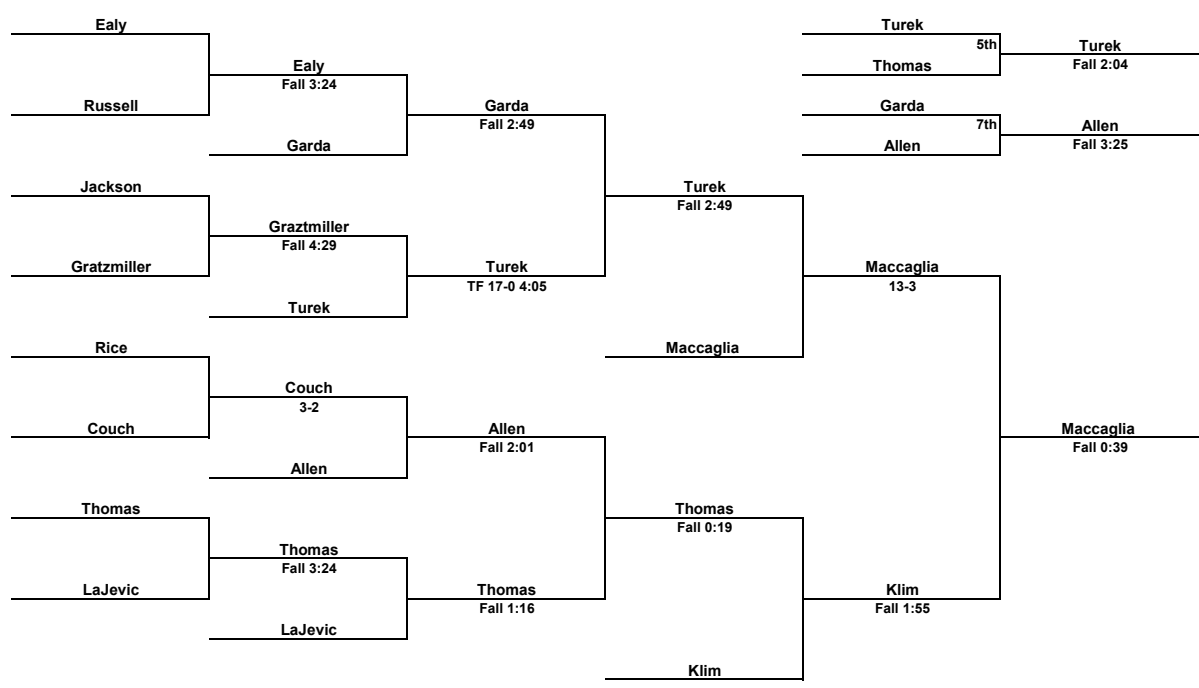 Ealy
Turek
5th
Turek
Fall 2:04
Thomas
Ealy
Fall 3:24
Russell
Garda
Fall 2:49
Garda
7th
Allen
Fall 3:25
Garda
Allen
Jackson
Turek
Fall 2:49
Graztmiller
Fall 4:29
Gratzmiller
Turek
TF 17-0 4:05
Maccaglia
13-3
Turek
Rice
Maccaglia
Couch
3-2
Couch
Allen
Fall 2:01
Maccaglia
Fall 0:39
Allen
Thomas
Thomas
Fall 0:19
Thomas
Fall 3:24
LaJevic
Thomas
Fall 1:16
Klim
Fall 1:55
LaJevic
Klim